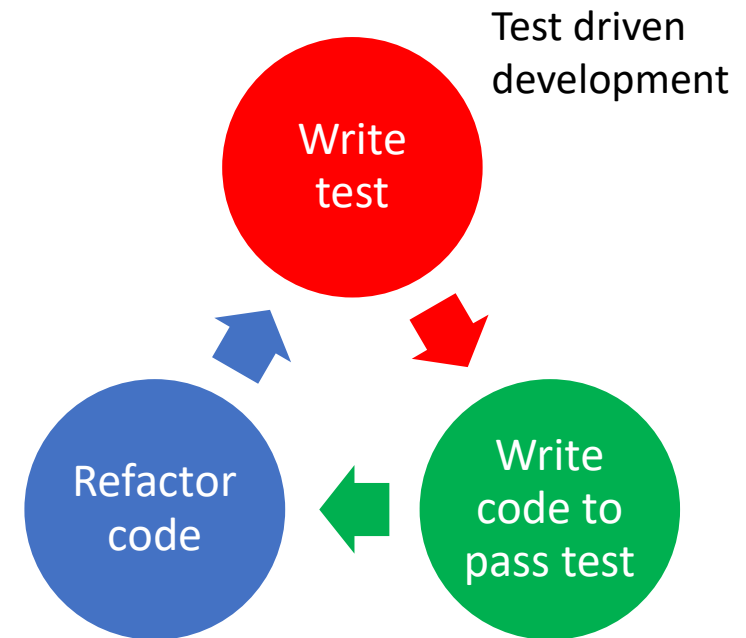 Test driven
development
Write
test
Write
code to
pass test
Refactor
code